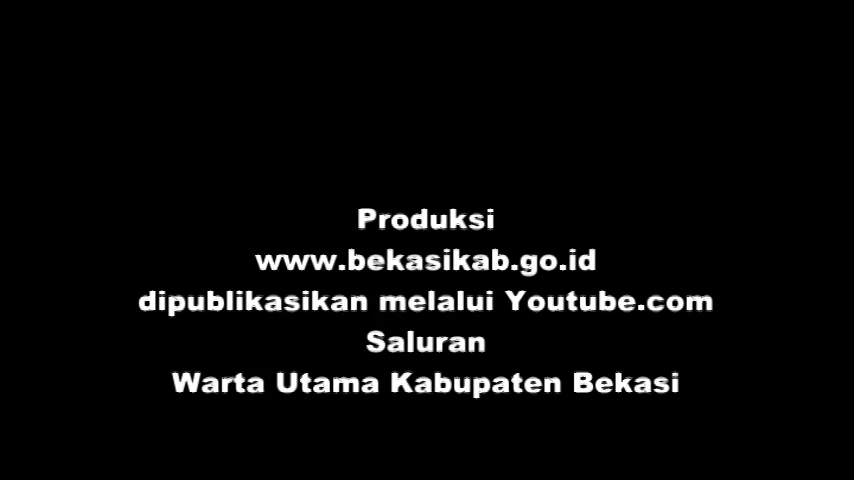 Produksi
www.bekasikab.go.id
dipublikasikan melalui Youtube.com
Saluran
Warta Utama Kabupaten Bekasi